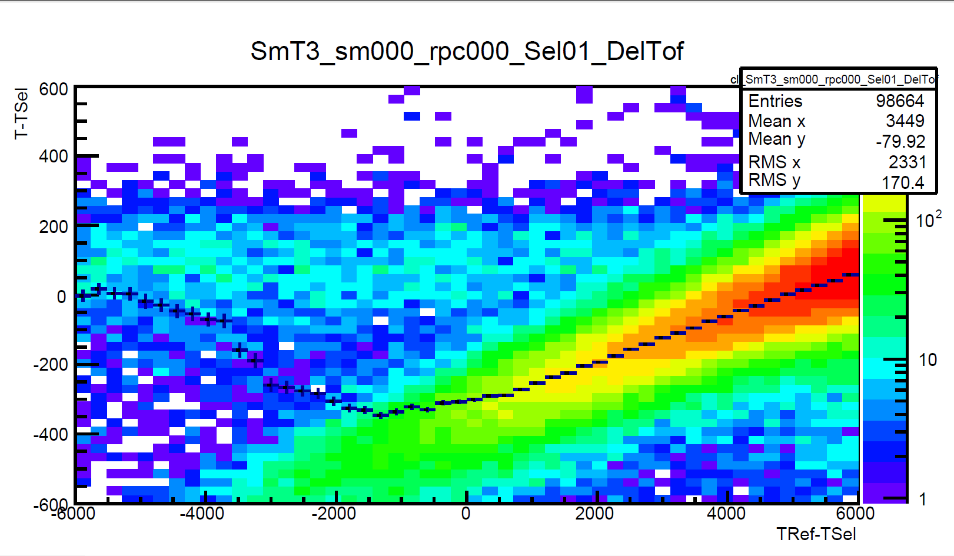 SmT3_sm000_rpc000_Sel01_DelTof
cl_SmT3_sm000_rpc000_Sel01_DelTof
Entries 98664
Mean x 3449
Mean y -79.92
RMS x 2331
RMS y 170.4
T-TSel
600
400
200
0
-200
-400
-600
-6000 -4000 -2000 0 2000 4000 6000
TRef-TSel
10²
10
1